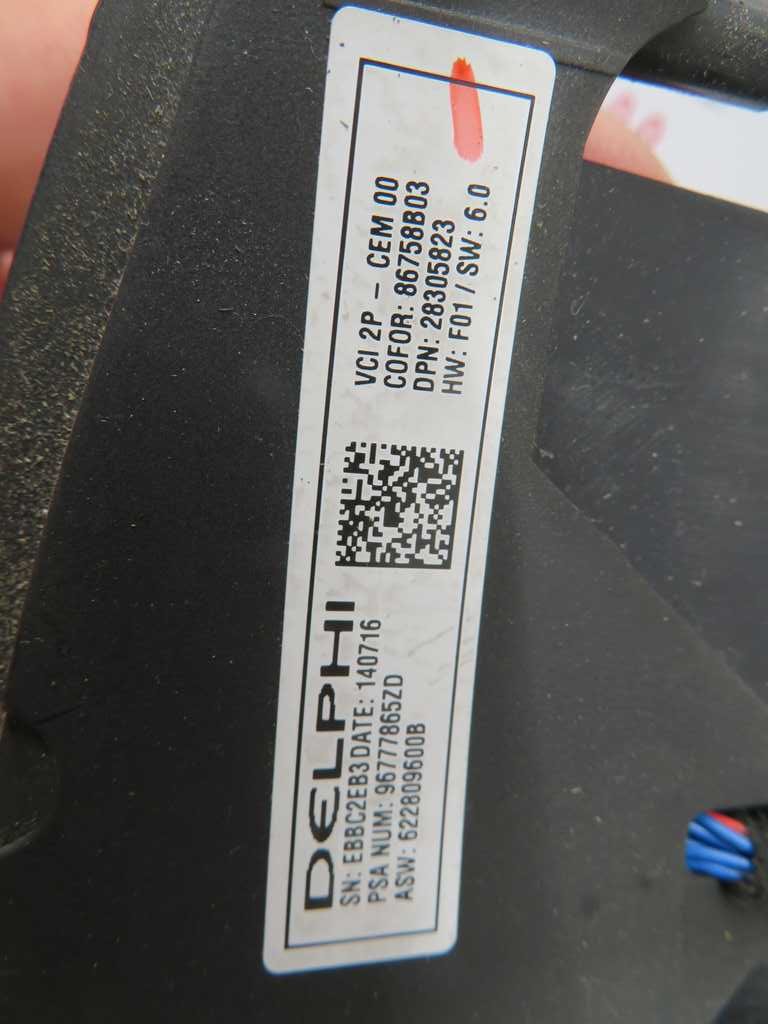 DELPHI
SN: EBBC2EB3 DATE: 140716
PSA NUM: 96777865ZD
ASW: 622809600B
VCI 2P - CEM 00
COFOR: 86758B03
DPN: 28305823
HW: F01 / SW: 6.0